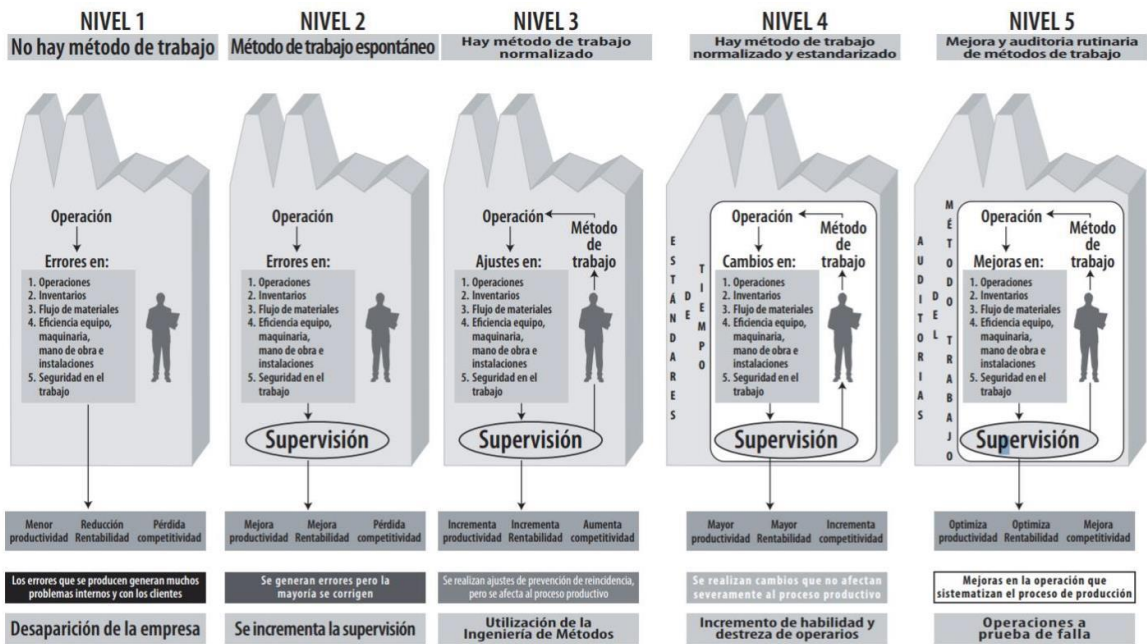 NIVEL 1
No hay método de trabajo
Operación
Errores en:
1. Operaciones
2. Inventarios
3. Flujo de materiales
4. Eficiencia equipo,
maquinaria,
mano de obra e
instalaciones
5. Seguridad en el
trabajo
Menor
productividad
Reducción
Rentabilidad
Pérdida
competitividad
Los errores que se producen generan muchos
problemas internos y con los clientes
Desaparición de la empresa
NIVEL 2
Método de trabajo espontáneo
Operación
Errores en:
1. Operaciones
2. Inventarios
3. Flujo de materiales
4. Eficiencia equipo,
maquinaria,
mano de obra e
instalaciones
5. Seguridad en el
trabajo
Supervisión
Mejora
productividad
Mejora
Rentabilidad
Pérdida
competitividad
Se generan errores pero la
mayoría se corrigen
Se incrementa la supervisión
NIVEL 3
Hay método de trabajo
normalizado
Operación
Método
de
trabajo
Ajustes en:
1. Operaciones
2. Inventarios
3. Flujo de materiales
4. Eficiencia equipo,
maquinaria,
mano de obra e
instalaciones
5. Seguridad en el
trabajo
Supervisión
Incrementa
productividad
Incrementa
Rentabilidad
Aumenta
competitividad
Se realizan ajustes de prevención de reincidencia,
pero se afecta al proceso productivo
Utilización de la
Ingeniería de Métodos
NIVEL 4
Hay método de trabajo
normalizado y estandarizado
ESTÁNDARES
DE
TIEMPO
Operación
Método
de
trabajo
Cambios en:
1. Operaciones
2. Inventarios
3. Flujo de materiales
4. Eficiencia equipo,
maquinaria,
mano de obra e
instalaciones
5. Seguridad en el
trabajo
Supervisión
Mayor
productividad
Mayor
Rentabilidad
Incrementa
competitividad
Se realizan cambios que no afectan
severamente al proceso productivo
Incremento de habilidad y
destreza de operarios
NIVEL 5
Mejora y auditoria rutinaria
de métodos de trabajo
AUDITORIAS
DEL
MÉTODO TRABAJO
Operación
Método
de
trabajo
Mejoras en:
1. Operaciones
2. Inventarios
3. Flujo de materiales
4. Eficiencia equipo,
maquinaria,
mano de obra e
instalaciones
5. Seguridad en el
trabajo
Supervisión
Optimiza
productividad
Optimiza
Rentabilidad
Mejora
competitividad
Mejoras en la operación que
sistematizan el proceso de producción
Operaciones a
prueba de falla